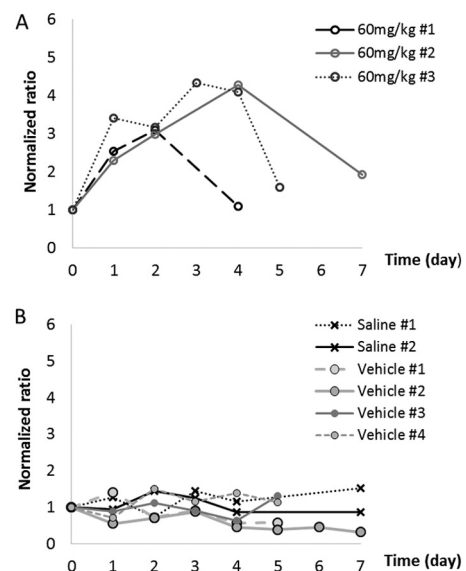 A
Normalized ratio
6
5
4
3
2
1
0
0 1 2 3 4 5 6 7
Time (day)
60mg/kg #1
60mg/kg #2
60mg/kg #3
B
Normalized ratio
6
5
4
3
2
1
0
0 1 2 3 4 5 6 7
Time (day)
Saline #1
Saline #2
Vehicle #1
Vehicle #2
Vehicle #3
Vehicle #4